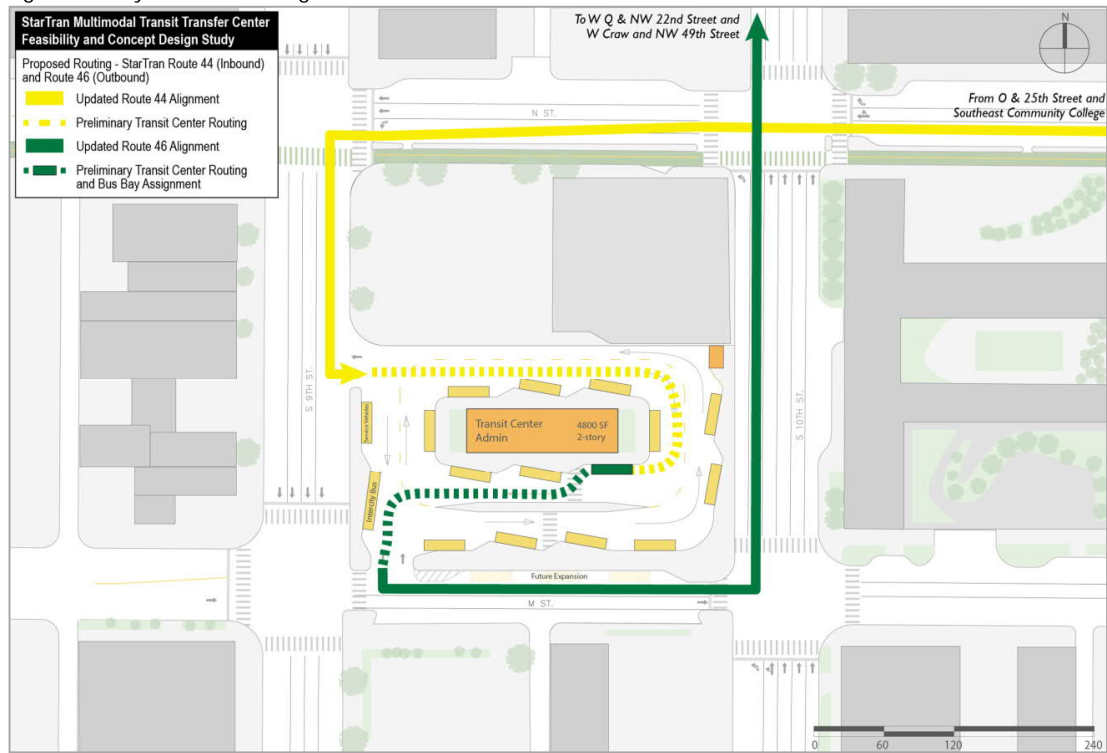 StarTran Multimodal Transit Transfer Center
Feasibility and Concept Design Study
Proposed Routing - StarTran Route 44 (Inbound)
and Route 46 (Outbound)
Updated Route 44 Alignment
Preliminary Transit Center Routing
Updated Route 46 Alignment
Preliminary Transit Center Routing
and Bus Bay Assignment
To W Q & NW 22nd Street and
W Craw and NW 49th Street
N
From O & 25th Street and
Southeast Community College
N ST.
S 9TH ST.
S 10TH ST.
Service Vehicles
Intercity Bus
Transit Center
Admin
4800 SF
2-story
Future Expansion
M ST.
0 60 120 240